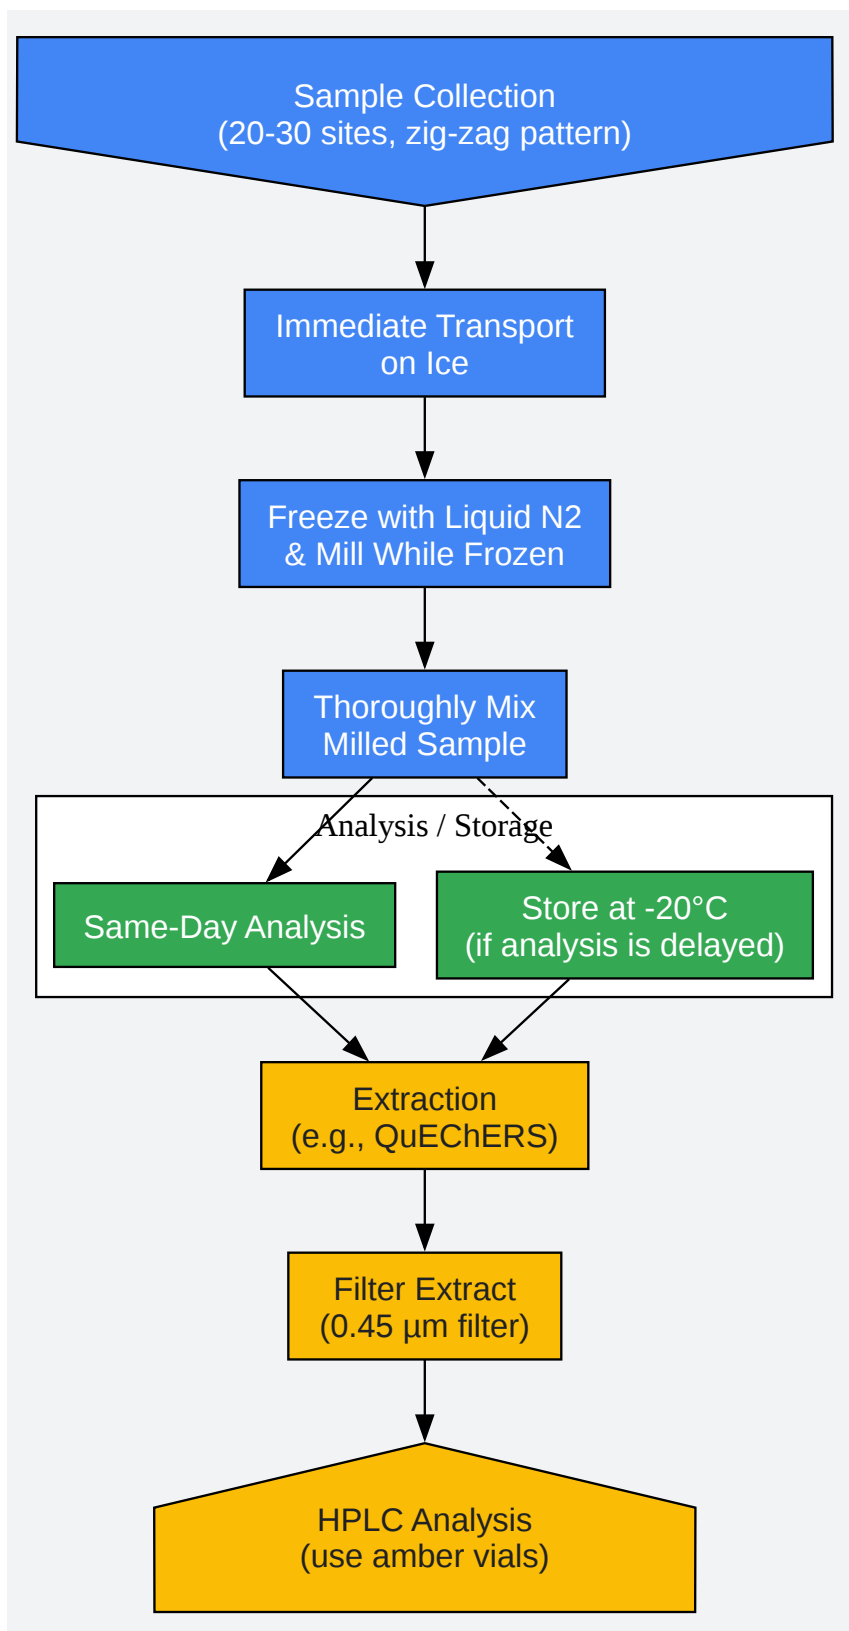 Sample Collection
(20-30 sites, zig-zag pattern)
Immediate Transport
on Ice
Freeze with Liquid N2
& Mill While Frozen
Thoroughly Mix
Milled Sample
Analysis / Storage
Same-Day Analysis
Store at -20°C
(if analysis is delayed)
Extraction
(e.g., QuEChERS)
Filter Extract
(0.45 µm filter)
HPLC Analysis
(use amber vials)